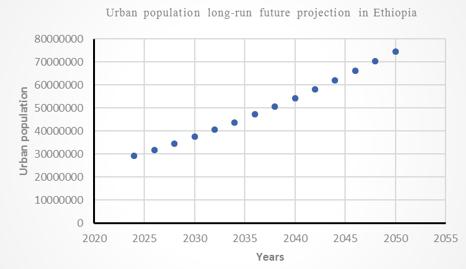 Urban population long-run future projection in Ethiopia
80000000
70000000
60000000
50000000
40000000
30000000
20000000
10000000
0
Urban population
2020 2025 2030 2035 2040 2045 2050 2055
Years